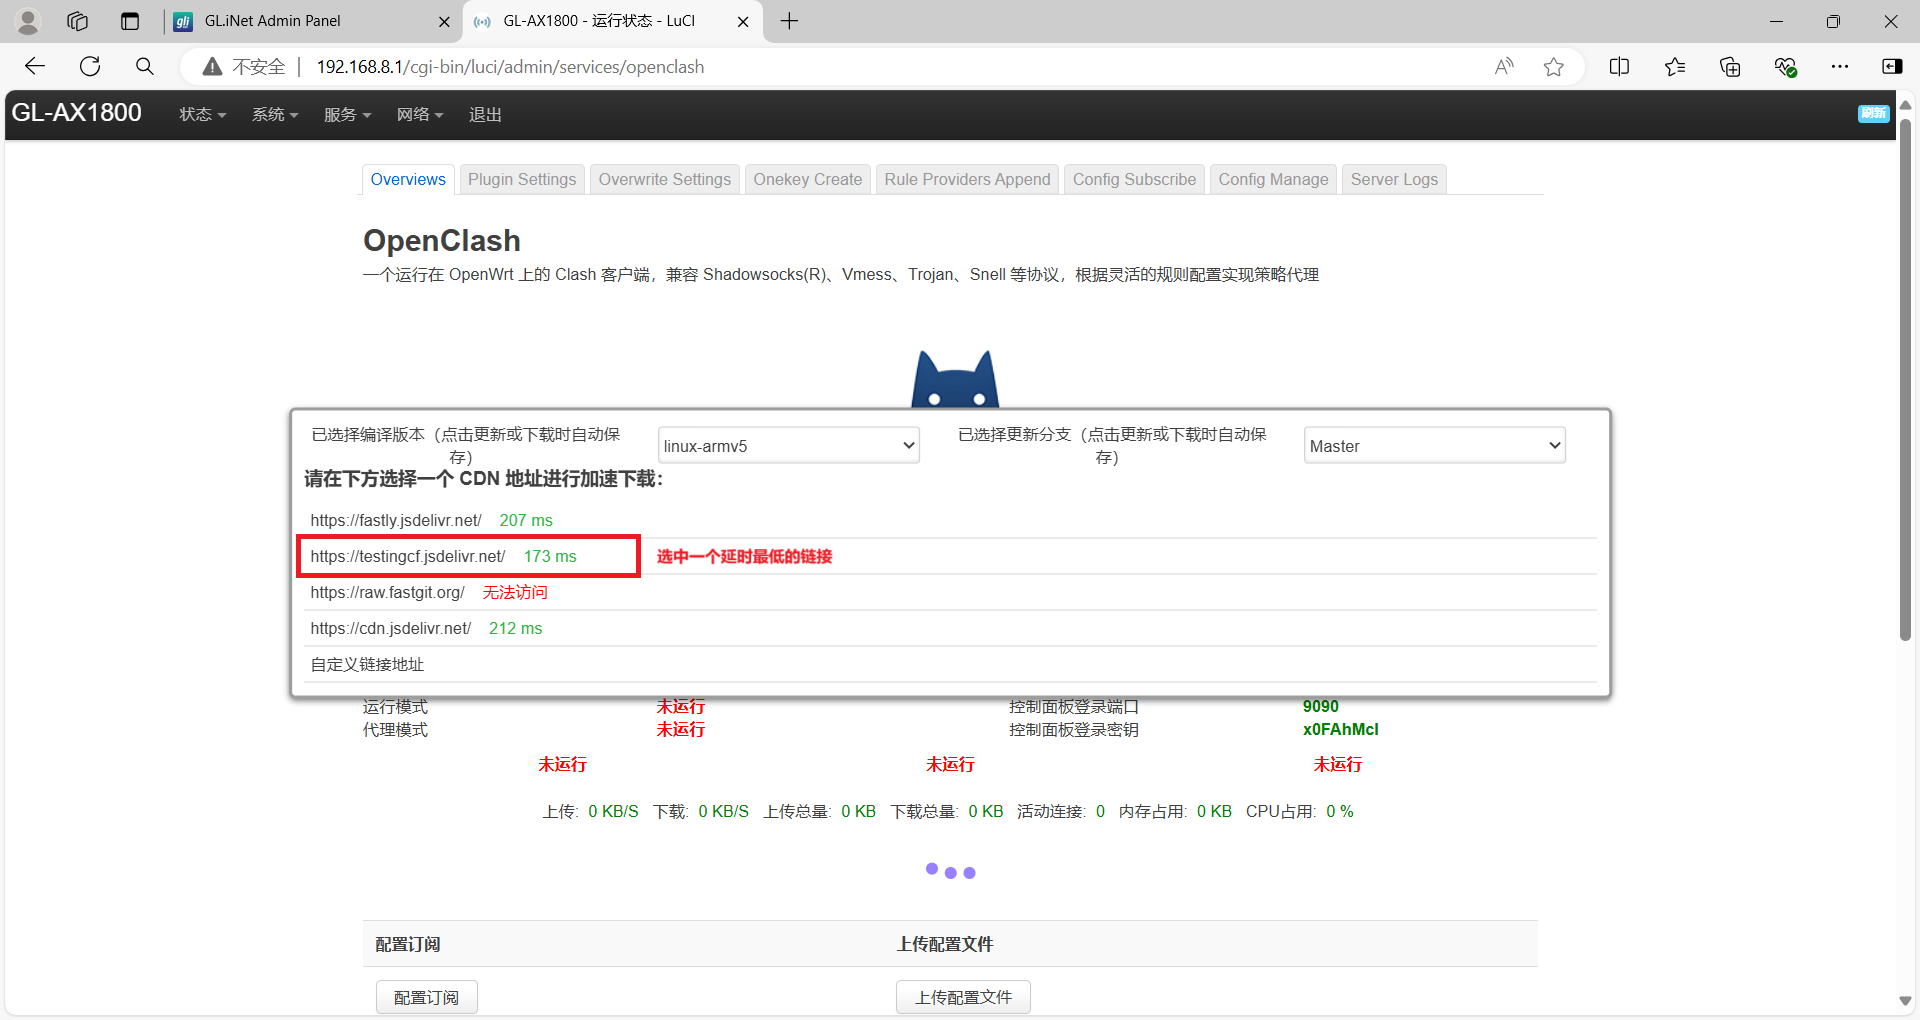 GL.iNet Admin Panel
GL-AX1800 - 运行状态 - LuCI
不安全
192.168.8.1/cgi-bin/luci/admin/services/openclash
GL-AX1800
状态 系统 服务 网络 退出
刷新
Overviews
Plugin Settings
Overwrite Settings
Onekey Create
Rule Providers Append
Config Subscribe
Config Manage
Server Logs
OpenClash
一个运行在 OpenWrt 上的 Clash 客户端，兼容 Shadowsocks(R)、Vmess、Trojan、Snell 等协议，根据灵活的规则配置实现策略代理
已选择编译版本（点击更新或下载时自动保
存）
linux-armv5
已选择更新分支（点击更新或下载时自动保
存）
Master
请在下方选择一个 CDN 地址进行加速下载：
https://fastly.jsdelivr.net/ 207 ms
https://testingcf.jsdelivr.net/ 173 ms
选中一个延时最低的链接
https://raw.fastgit.org/ 无法访问
https://cdn.jsdelivr.net/ 212 ms
自定义链接地址
运行模式 未运行 控制面板登录端口 9090
代理模式 未运行 控制面板登录密钥 x0FAhMcI
未运行 未运行 未运行
上传: 0 KB/S 下载: 0 KB/S 上传总量: 0 KB 下载总量: 0 KB 活动连接: 0 内存占用: 0 KB CPU占用: 0 %
配置订阅 上传配置文件
配置订阅 上传配置文件